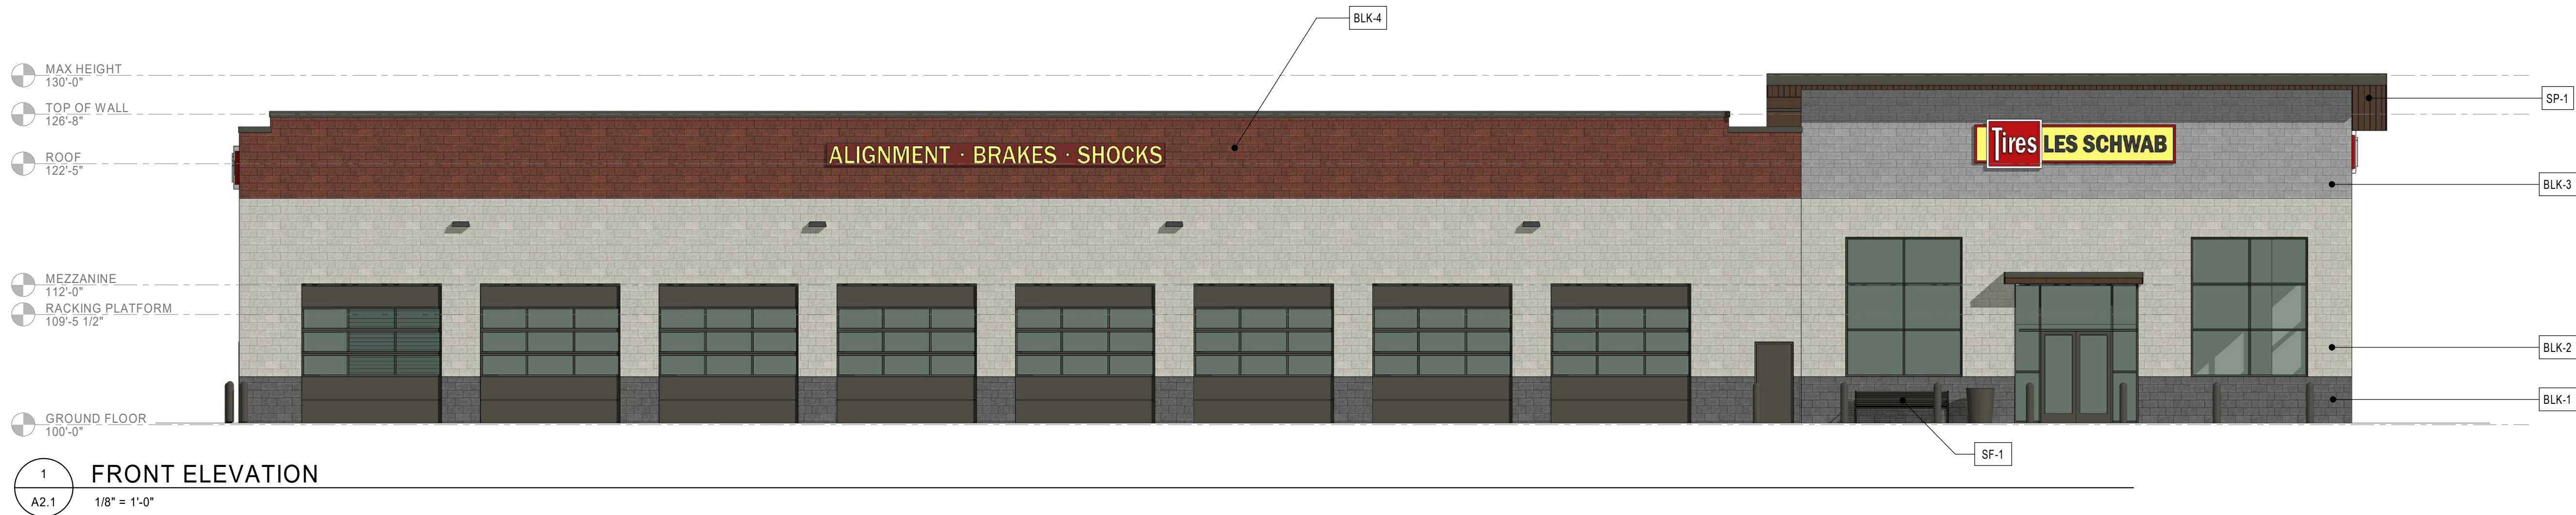 BLK-4
MAX HEIGHT
130'-0"
TOP OF WALL
126'-8"
SP-1
ROOF
122'-5"
ALIGNMENT · BRAKES · SHOCKS
Tires LES SCHWAB
BLK-3
MEZZANINE
112'-0"
RACKING PLATFORM
109'-5 1/2"
BLK-2
BLK-1
GROUND FLOOR
100'-0"
SF-1
1
FRONT ELEVATION
A2.1
1/8" = 1'-0"